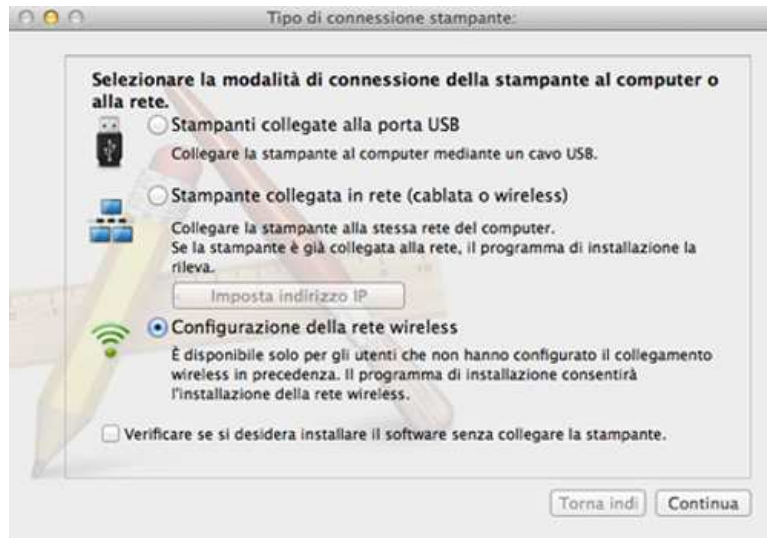 Tipo di connessione stampante:
Selezionare la modalità di connessione della stampante al computer o
alla rete.
Stampanti collegate alla porta USB
Collegare la stampante al computer mediante un cavo USB.
Stampante collegata in rete (cablata o wireless)
Collegare la stampante alla stessa rete del computer.
Se la stampante è già collegata alla rete, il programma di installazione la
rileva.
Imposta indirizzo IP
Configurazione della rete wireless
È disponibile solo per gli utenti che non hanno configurato il collegamento
wireless in precedenza. Il programma di installazione consentirà
l'installazione della rete wireless.
Verificare se si desidera installare il software senza collegare la stampante.
Torna indi Continua